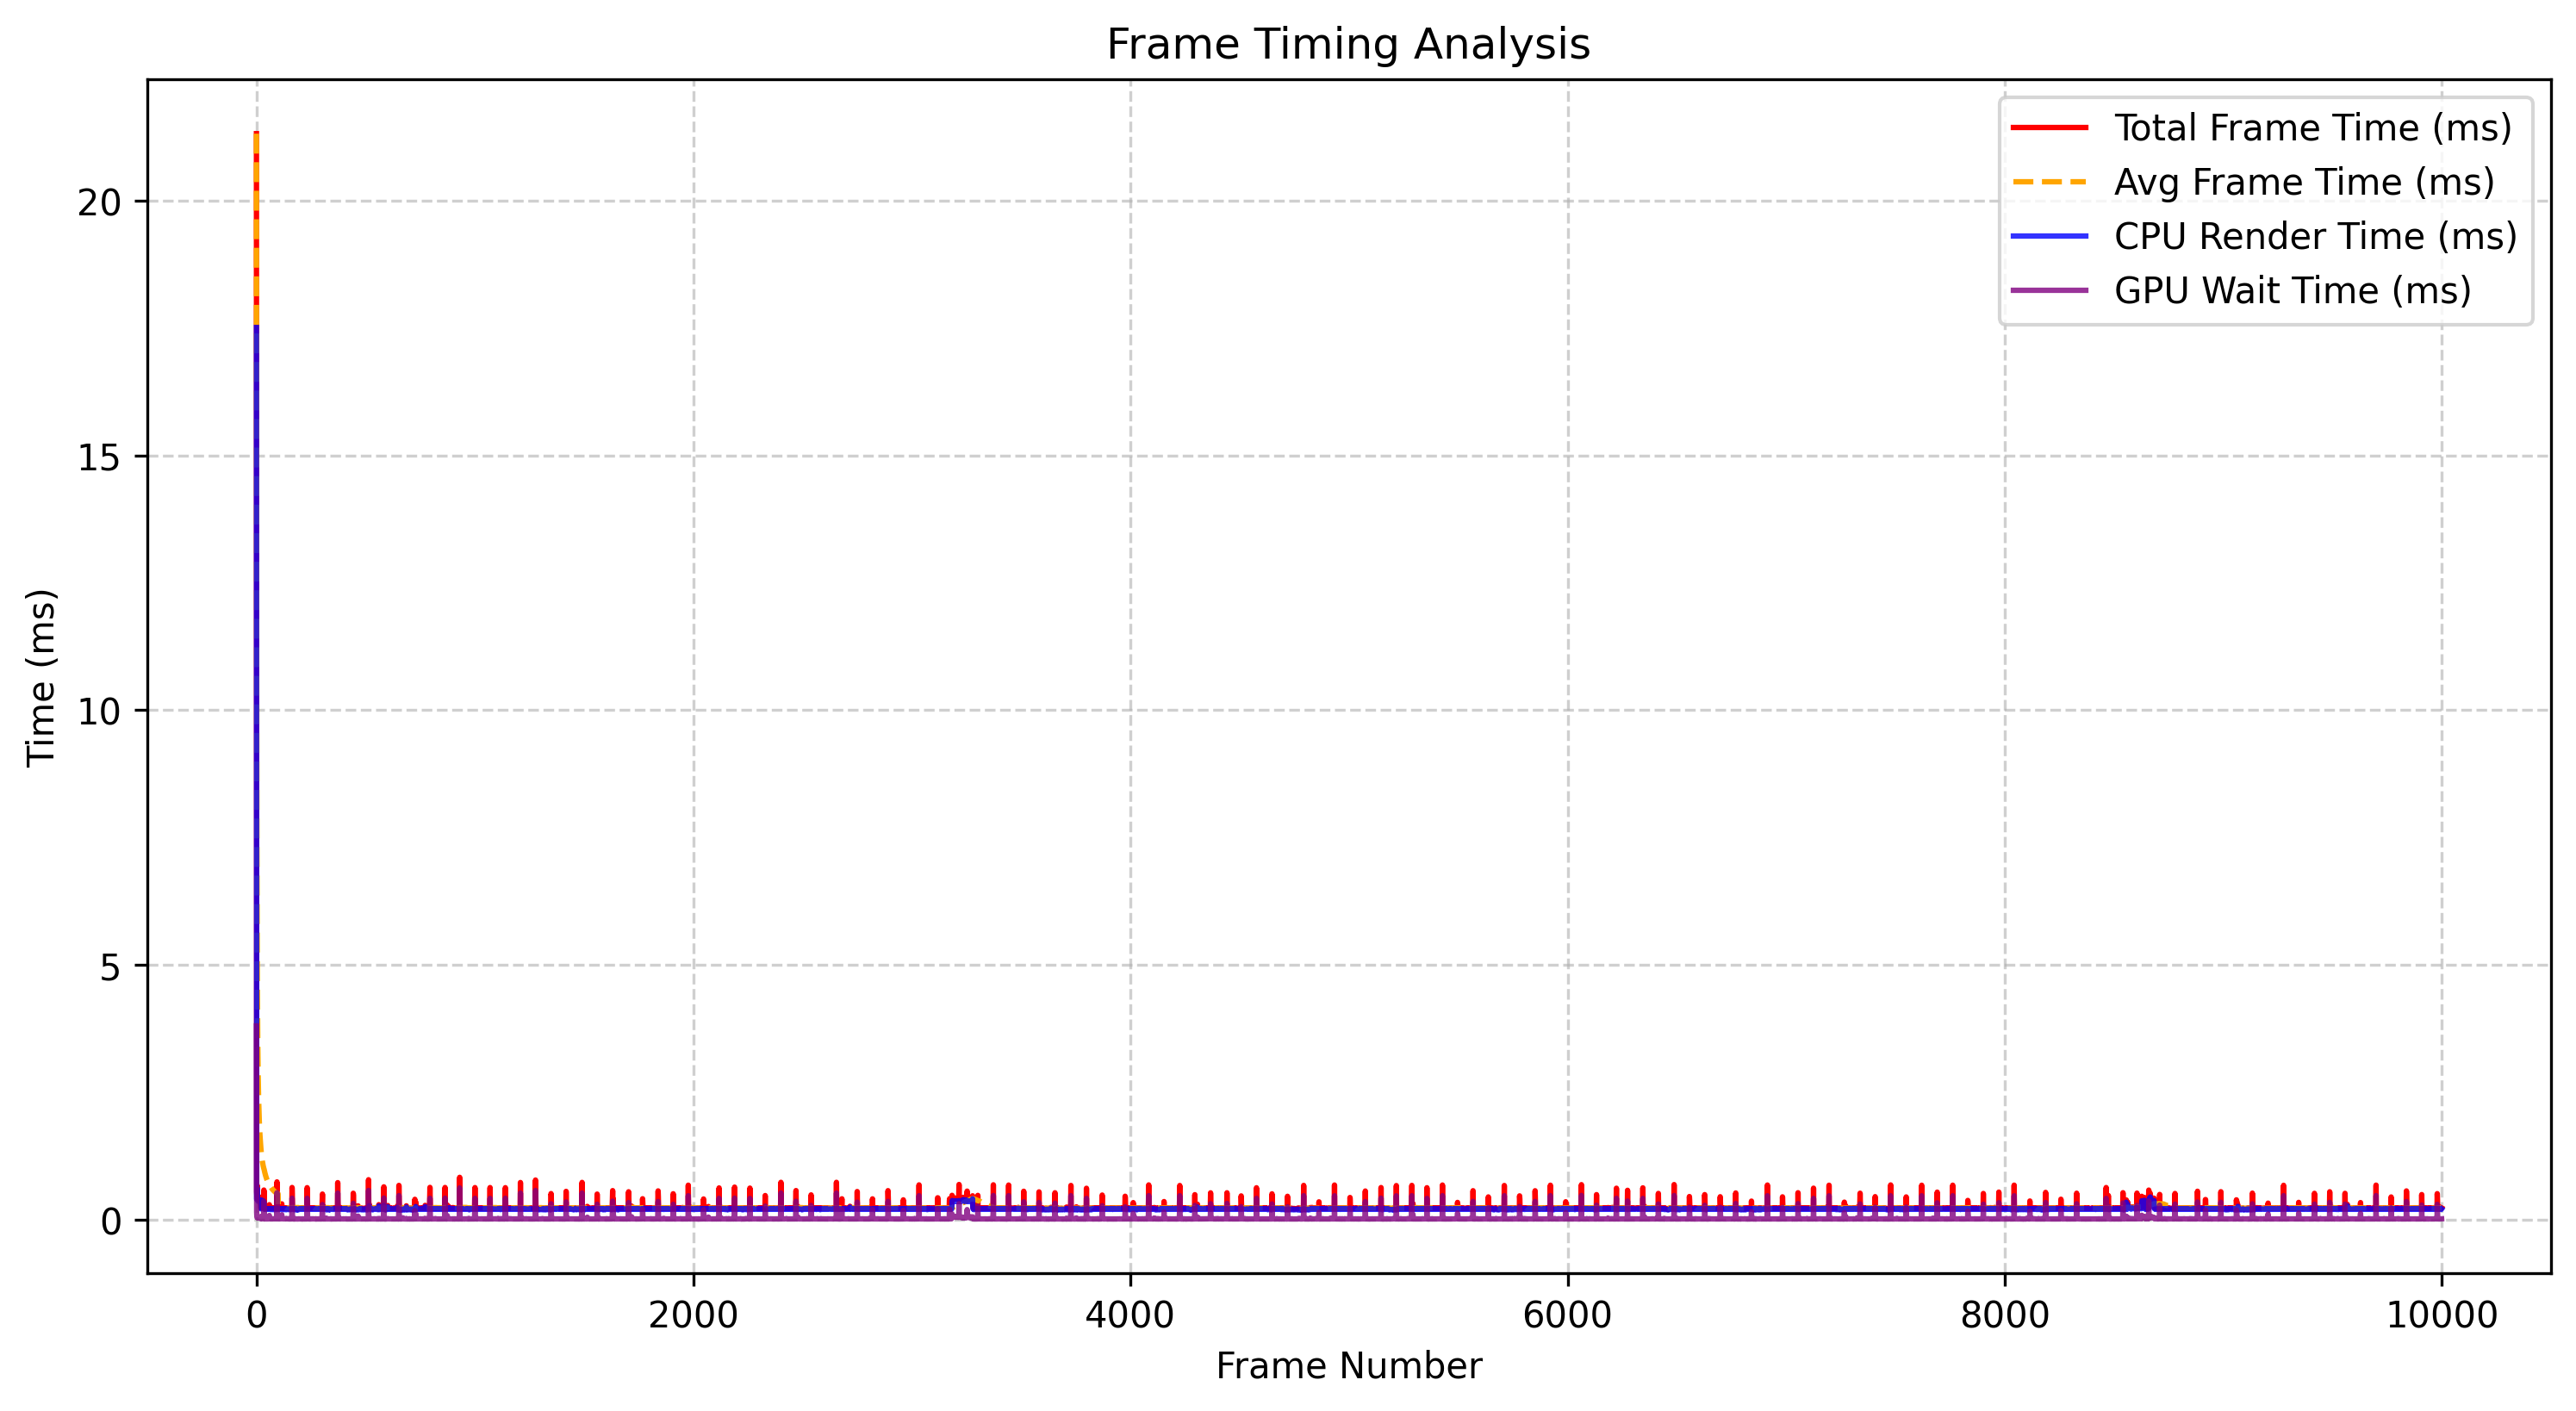 Frame Timing Analysis
Total Frame Time (ms)
Avg Frame Time (ms)
CPU Render Time (ms)
GPU Wait Time (ms)
Time (ms)
20
15
10
5
0
0 2000 4000 6000 8000 10000
Frame Number